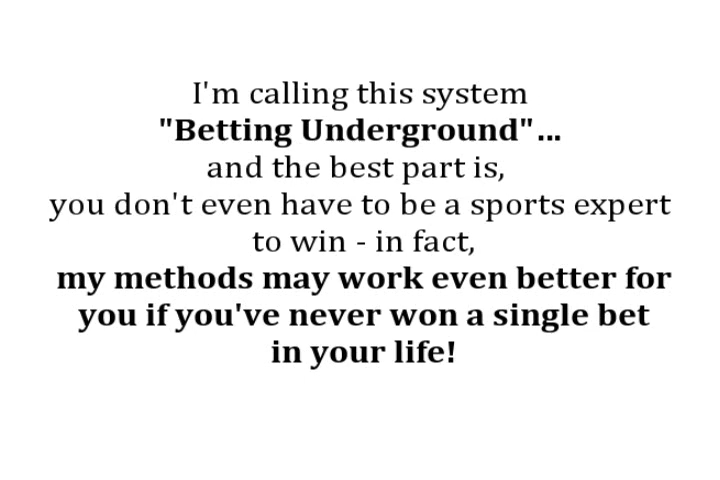 I'm calling this system
"Betting Underground"...
and the best part is,
you don't even have to be a sports expert
to win - in fact,
my methods may work even better for
you if you've never won a single bet
in your life!